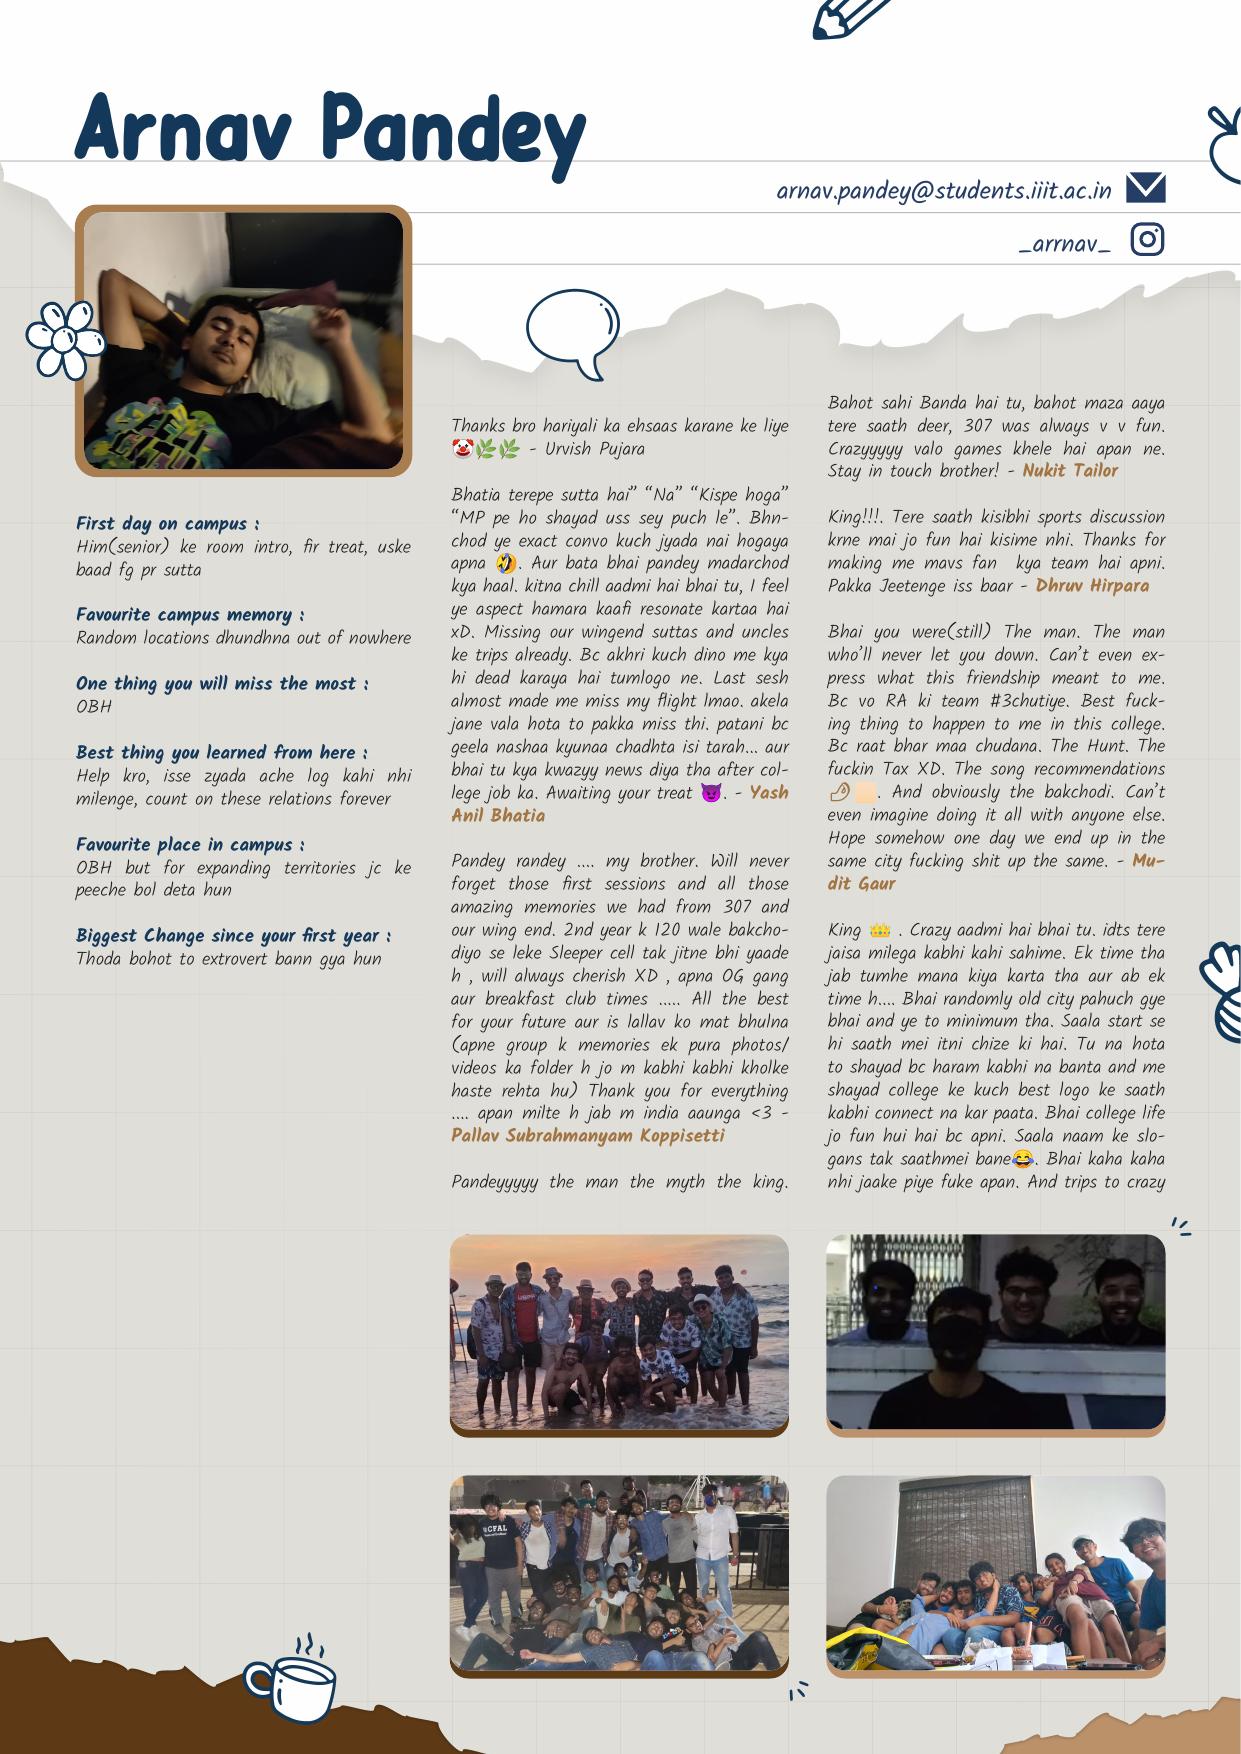 Arnav Pandey
arnav.pandey@students.iiit.ac.in
_arrnav_
First day on campus :
Him(senior) ke room intro, fir treat, uske
baad fg pr sutta
Favourite campus memory :
Random locations dhundhna out of nowhere
One thing you will miss the most :
OBH
Best thing you learned from here :
Help kro, isse zyada ache log kahi nhi
milenge, count on these relations forever
Favourite place in campus :
OBH but for expanding territories jc ke
peeche bol deta hun
Biggest Change since your first year :
Thoda bohot to extrovert bann gya hun
Thanks bro hariyali ka ehsaas karane ke liye
🤡🌿🌿 - Urvish Pujara
Bhatia terepe sutta hai” “Na” “Kispe hoga”
“MP pe ho shayad uss sey puch le”. Bhn-
chod ye exact convo kuch jyada nai hogaya
apna 🤣. Aur bata bhai pandey madarchod
kya haal. kitna chill aadmi hai bhai tu, I feel
ye aspect hamara kaafi resonate kartaa hai
xD. Missing our wingend suttas and uncles
ke trips already. Bc akhri kuch dino me kya
hi dead karaya hai tumlogo ne. Last sesh
almost made me miss my flight lmao. akela
jane vala hota to pakka miss thi. patani bc
geela nashaa kyunaa chadhta isi tarah... aur
bhai tu kya kwazyy news diya tha after col-
lege job ka. Awaiting your treat 😈. - Yash
Anil Bhatia
Pandey randey .... my brother. Will never
forget those first sessions and all those
amazing memories we had from 307 and
our wing end. 2nd year k 120 wale bakcho-
diyo se leke Sleeper cell tak jitne bhi yaade
h , will always cherish XD , apna OG gang
aur breakfast club times ..... All the best
for your future aur is lallav ko mat bhulna
(apne group k memories ek pura photos/
videos ka folder h jo m kabhi kabhi kholke
haste rehta hu) Thank you for everything
.... apan milte h jab m india aaunga <3 -
Pallav Subrahmanyam Koppisetti
Pandeyyyyy the man the myth the king.
Bahot sahi Banda hai tu, bahot maza aaya
tere saath deer, 307 was always v v fun.
Crazyyyyy valo games khele hai apan ne.
Stay in touch brother! - Nukit Tailor
King!!!. Tere saath kisibhi sports discussion
krne mai jo fun hai kisime nhi. Thanks for
making me mavs fan kya team hai apni.
Pakka Jeetenge iss baar - Dhruv Hirpara
Bhai you were(still) The man. The man
who’ll never let you down. Can’t even ex-
press what this friendship meant to me.
Bc vo RA ki team #3chutiye. Best fuck-
ing thing to happen to me in this college.
Bc raat bhar maa chudana. The Hunt. The
fuckin Tax XD. The song recommendations
. And obviously the bakchodi. Can’t
even imagine doing it all with anyone else.
Hope somehow one day we end up in the
same city fucking shit up the same. - Mu-
dit Gaur
King 👑 . Crazy aadmi hai bhai tu. idts tere
jaisa milega kabhi kahi sahime. Ek time tha
jab tumhe mana kiya karta tha aur ab ek
time h.... Bhai randomly old city pahuch gye
bhai and ye to minimum tha. Saala start se
hi saath mei itni chize ki hai. Tu na hota
to shayad bc haram kabhi na banta and me
shayad college ke kuch best logo ke saath
kabhi connect na kar paata. Bhai college life
jo fun hui hai bc apni. Saala naam ke slo-
gans tak saathmei bane😂. Bhai kaha kaha
nhi jaake piye fuke apan. And trips to crazy
CFAL